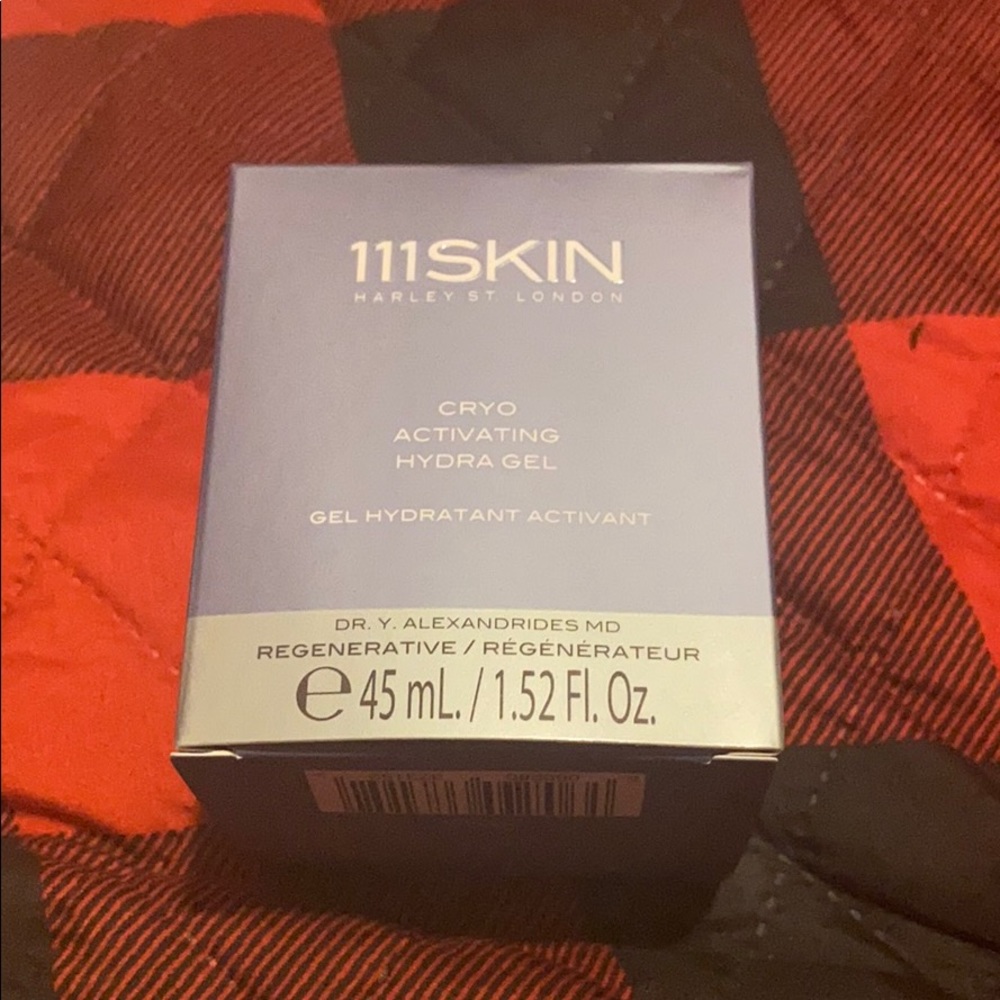 111SKIN
HARLEY ST LONDON
CRYO
ACTIVATING
HYDRA GEL
GEL HYDRATANT ACTIVANT
DR. Y. ALEXANDRIDES MD
REGENERATIVE / RÉGÉNÉRATEUR
℮ 45 mL. / 1.52 Fl. Oz.